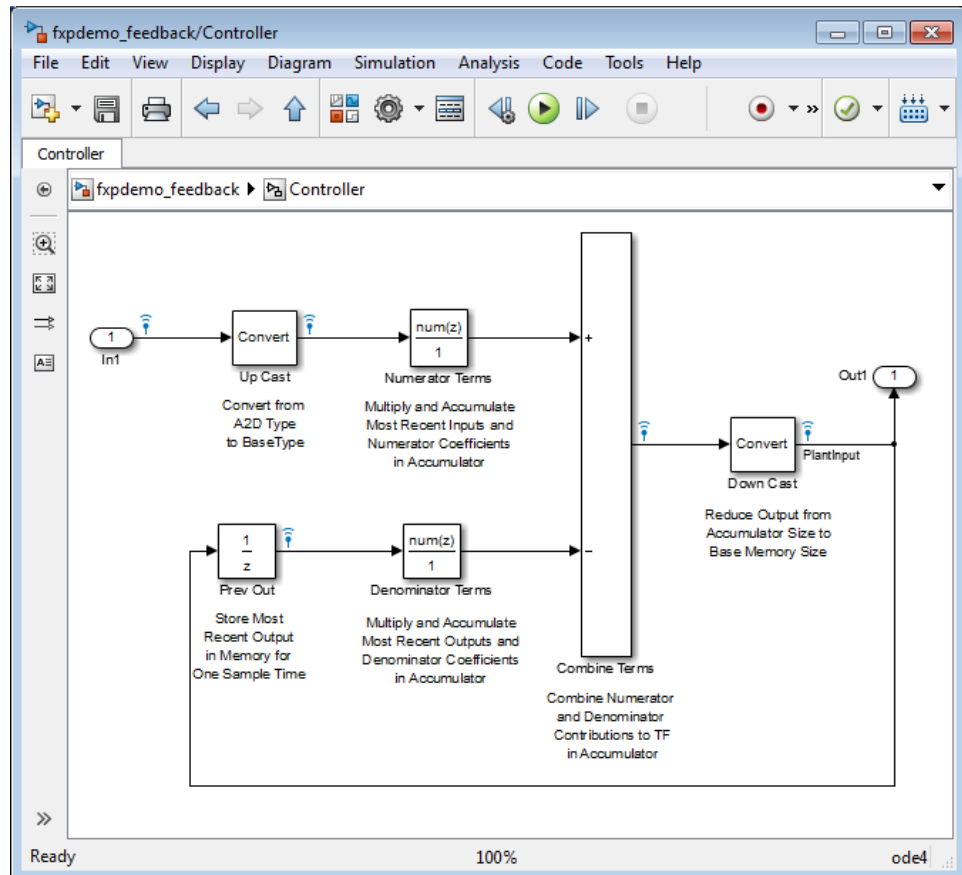 fxpdemo_feedback/Controller
File Edit View Display Diagram Simulation Analysis Code Tools Help
Controller
fxpdemo_feedback Controller
1
In1
Convert
Up Cast
Convert from
A2D Type
to BaseType
num(z)
1
Numerator Terms
Multiply and Accumulate
Most Recent Inputs and
Numerator Coefficients
in Accumulator
1
z
Prev Out
Store Most
Recent Output
in Memory for
One Sample Time
num(z)
1
Denominator Terms
Multiply and Accumulate
Most Recent Outputs and
Denominator Coefficients
in Accumulator
+
−
Combine Terms
Combine Numerator
and Denominator
Contributions to TF
in Accumulator
Convert
PlantInput
Down Cast
Reduce Output from
Accumulator Size to
Base Memory Size
Out1 1
Ready 100% ode4